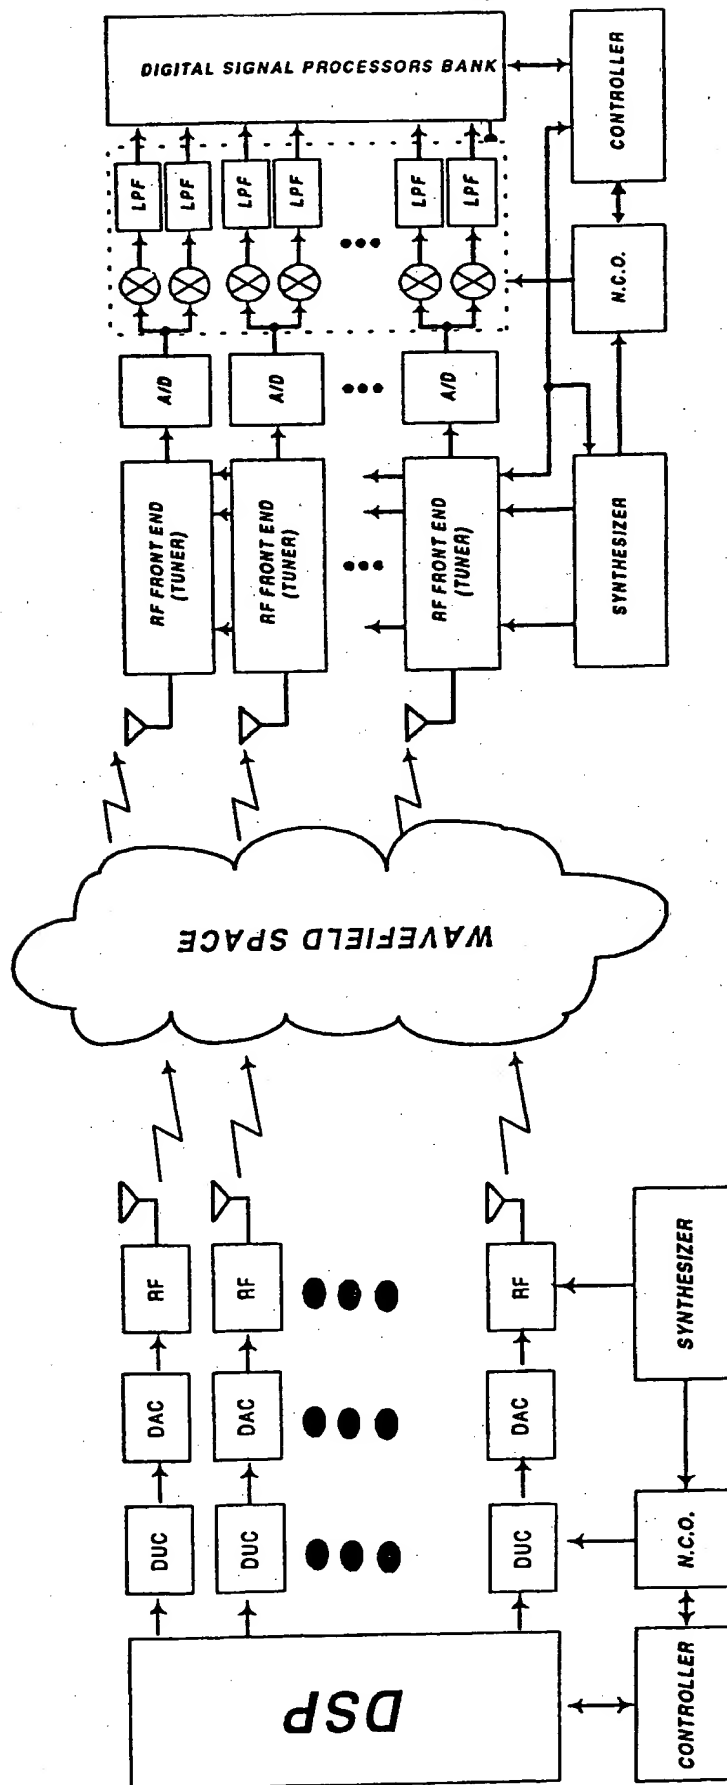 DSP
DUC
DAC
RF
DUC
DAC
RF
DUC
DAC
RF
CONTROLLER
N.C.O.
SYNTHESIZER
WAVEFIELD SPACE
RF FRONT END
(TUNER)
A/D
LPF
LPF
RF FRONT END
(TUNER)
A/D
LPF
LPF
RF FRONT END
(TUNER)
A/D
LPF
LPF
DIGITAL SIGNAL PROCESSORS BANK
SYNTHESIZER
N.C.O.
CONTROLLER